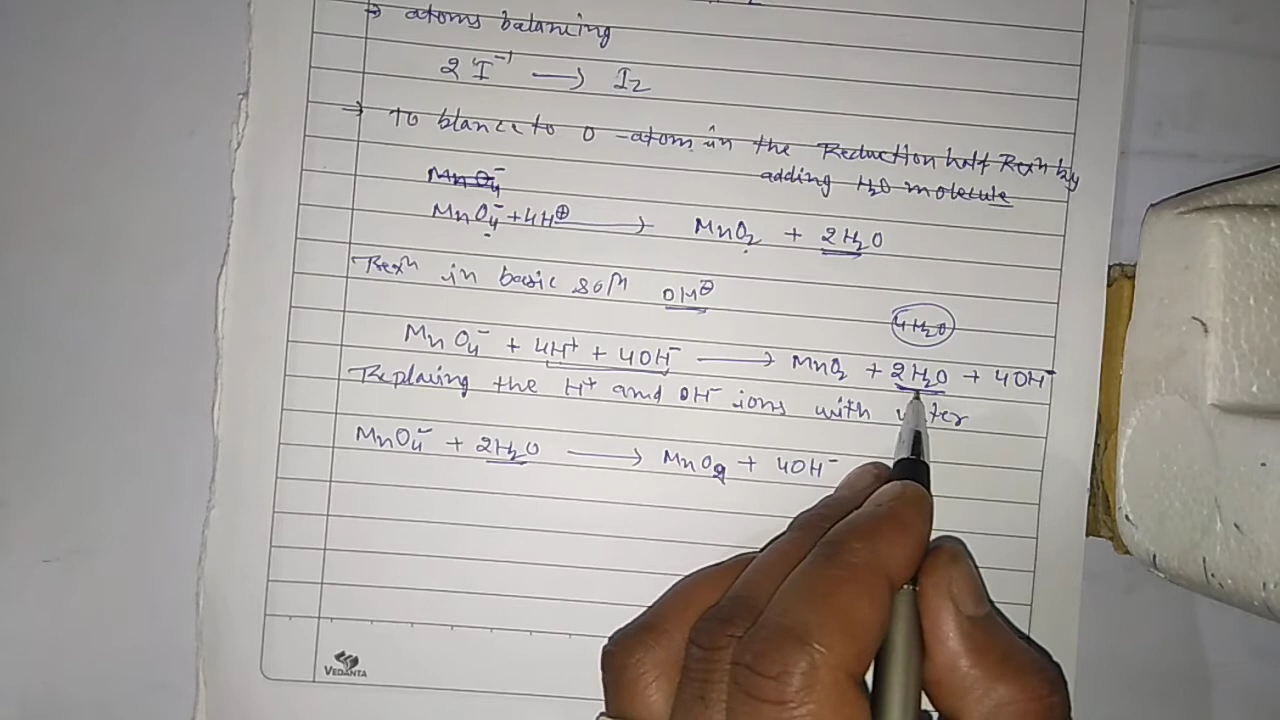 → atoms balancing
2 I⁻¹ → I2
→ To blance to O-atom in the Reduction half Rexn by
adding H2O molecule
MnO4⁻
MnO4⁻ + 4H⊕ → MnO2 + 2H2O
Rexn in basic soln OH⊖
4H2O
MnO4⁻ + 4H⁺ + 4OH⁻ → MnO2 + 2H2O + 4OH⁻
Replacing the H⁺ and OH⁻ ions with water
MnO4⁻ + 2H2O → MnO2 + 4OH⁻
VEDANTA